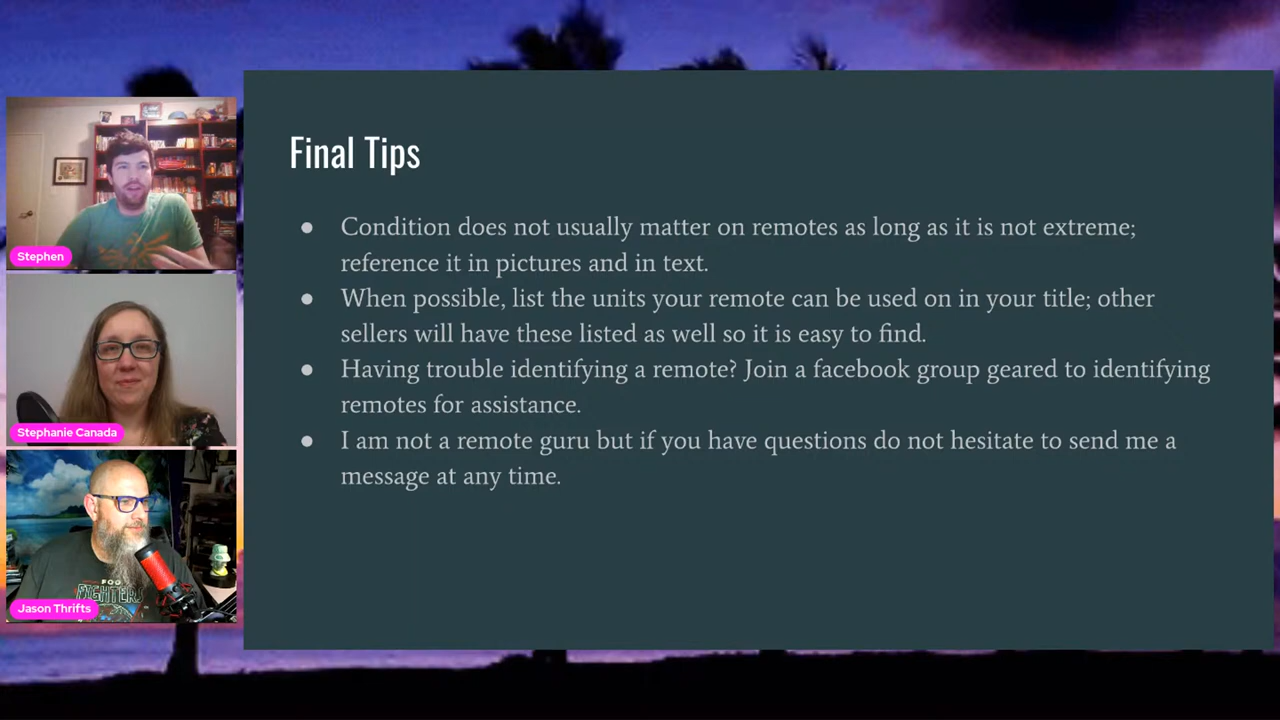 Final Tips
● Condition does not usually matter on remotes as long as it is not extreme;
reference it in pictures and in text.
● When possible, list the units your remote can be used on in your title; other
sellers will have these listed as well so it is easy to find.
● Having trouble identifying a remote? Join a facebook group geared to identifying
remotes for assistance.
● I am not a remote guru but if you have questions do not hesitate to send me a
message at any time.
Stephen
Stephanie Canada
FOO
FIGHTERS
Jason Thrifts